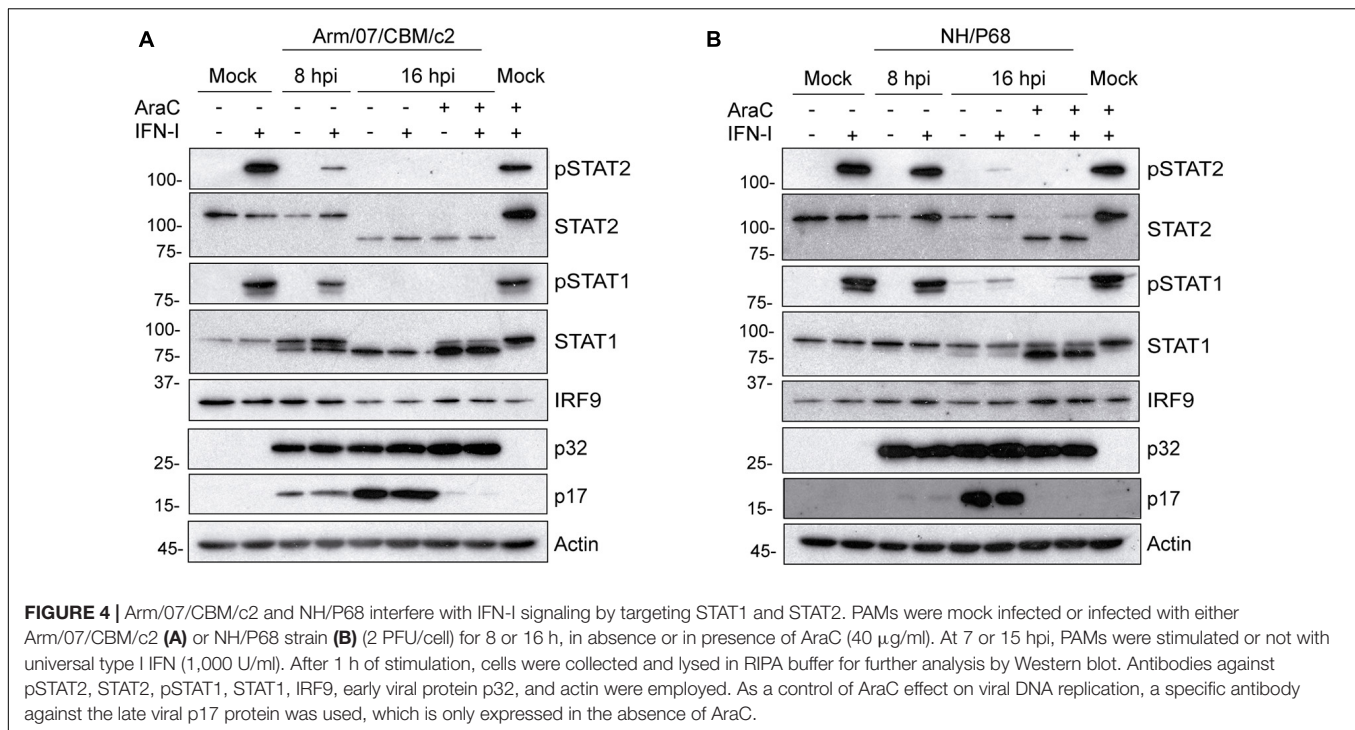 A
Arm/07/CBM/c2
Mock 8 hpi 16 hpi Mock
AraC - - - - - - + + +
IFN-I - + - + - + - + +
100- pSTAT2
100- STAT2
75-
75- pSTAT1
100- STAT1
75-
37- IRF9
25- p32
15- p17
45- Actin
B
NH/P68
Mock 8 hpi 16 hpi Mock
AraC - - - - - - + + +
IFN-I - + - + - + - + +
100- pSTAT2
100- STAT2
75-
75- pSTAT1
100- STAT1
75-
37- IRF9
25- p32
15- p17
45- Actin
FIGURE 4 | Arm/07/CBM/c2 and NH/P68 interfere with IFN-I signaling by targeting STAT1 and STAT2. PAMs were mock infected or infected with either
Arm/07/CBM/c2 (A) or NH/P68 strain (B) (2 PFU/cell) for 8 or 16 h, in absence or in presence of AraC (40 μg/ml). At 7 or 15 hpi, PAMs were stimulated or not with
universal type I IFN (1,000 U/ml). After 1 h of stimulation, cells were collected and lysed in RIPA buffer for further analysis by Western blot. Antibodies against
pSTAT2, STAT2, pSTAT1, STAT1, IRF9, early viral protein p32, and actin were employed. As a control of AraC effect on viral DNA replication, a specific antibody
against the late viral p17 protein was used, which is only expressed in the absence of AraC.